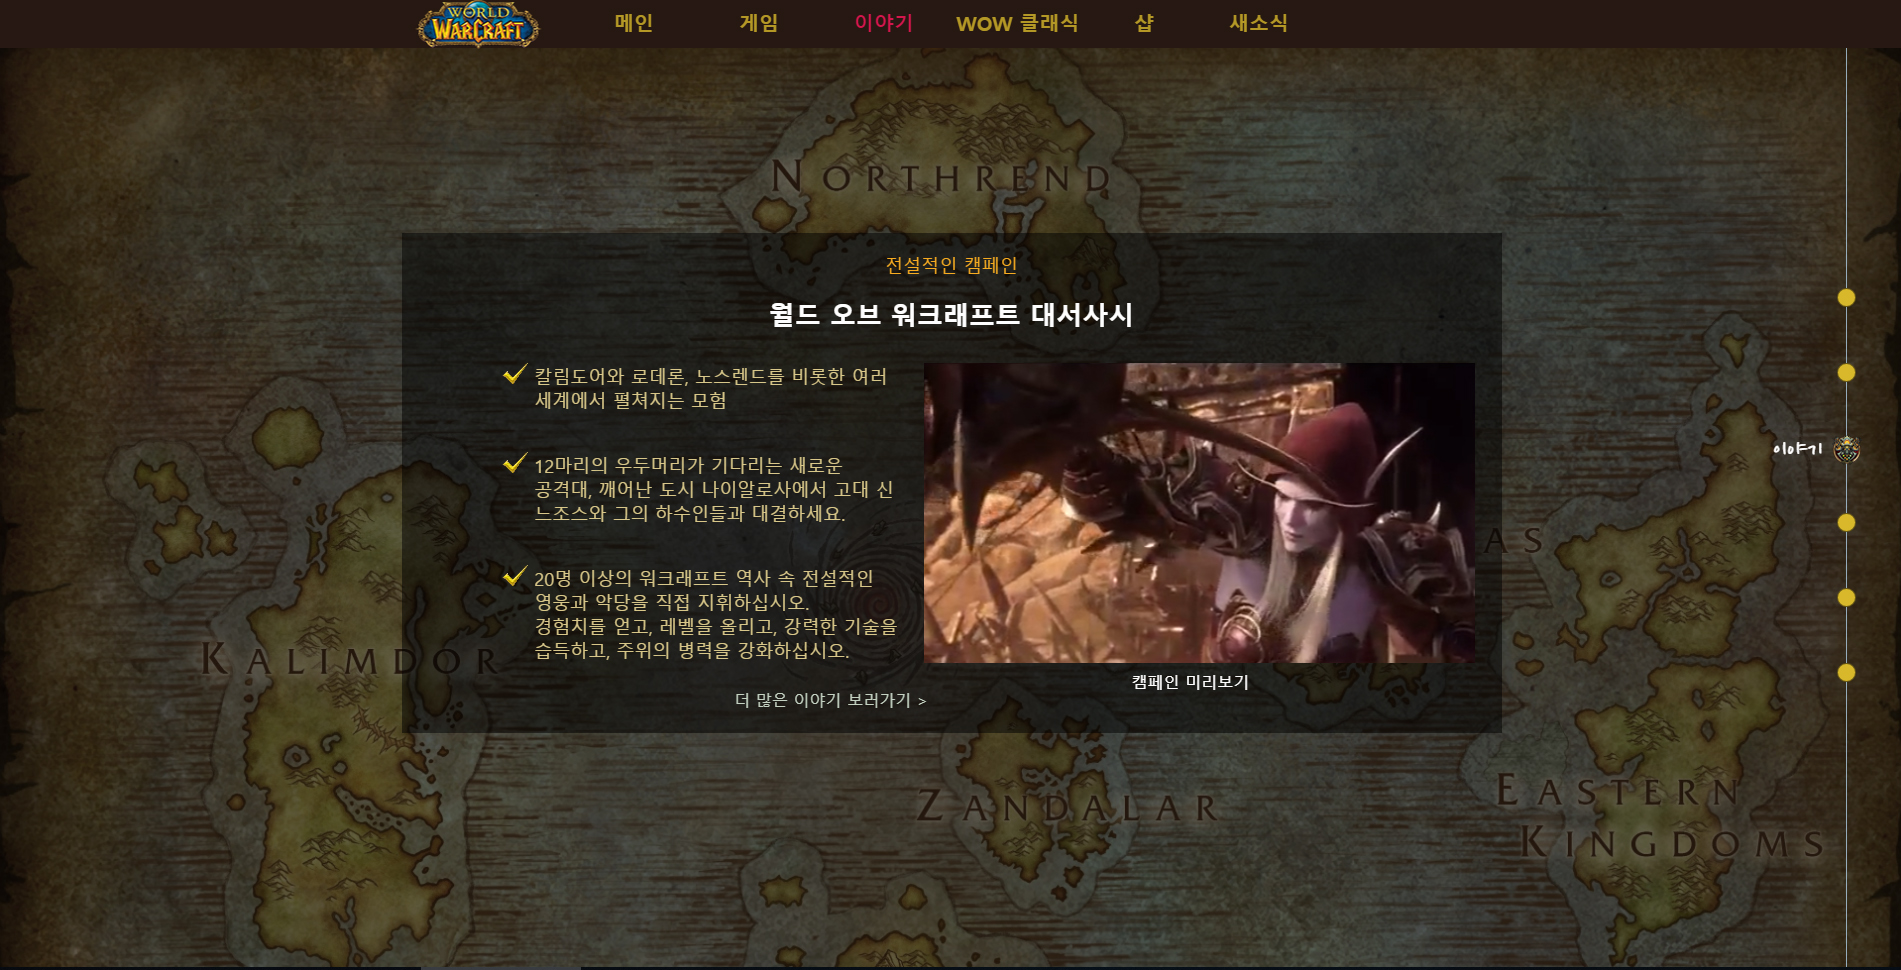 WORLD
WARCRAFT
메인 게임 이야기 WOW 클래식 샵 새소식
NORTHREND
전설적인 캠페인
월드 오브 워크래프트 대서사시
칼림도어와 로데론, 노스렌드를 비롯한 여러
세계에서 펼쳐지는 모험
12마리의 우두머리가 기다리는 새로운
공격대, 깨어난 도시 나이알로사에서 고대 신
느조스와 그의 하수인들과 대결하세요.
20명 이상의 워크래프트 역사 속 전설적인
영웅과 악당을 직접 지휘하십시오.
경험치를 얻고, 레벨을 올리고, 강력한 기술을
습득하고, 주위의 병력을 강화하십시오.
더 많은 이야기 보러가기 >
캠페인 미리보기
이야기
AS
KALIMDOR
ZANDALAR
EASTERN
KINGDOMS